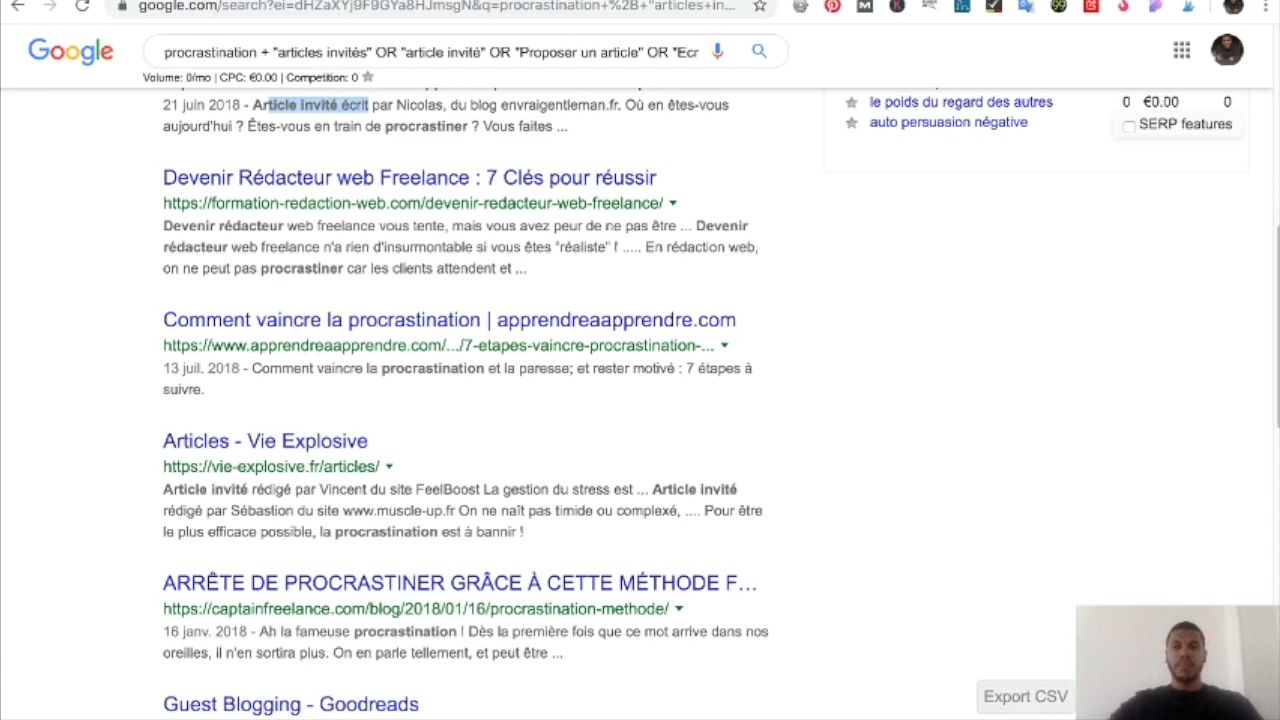 google.com/search?ei=dHZaXYj9F9GYa8HJmsgN&q=procrastination+%2B+"articles+in...
Google
procrastination + "articles invités" OR "article invité" OR "Proposer un article" OR "Ecr
Volume: 0/mo | CPC: €0.00 | Competition: 0
21 juin 2018 - Article invité écrit par Nicolas, du blog envraigentleman.fr. Où en êtes-vous
aujourd'hui ? Êtes-vous en train de procrastiner ? Vous faites ...
Devenir Rédacteur web Freelance : 7 Clés pour réussir
https://formation-redaction-web.com/devenir-redacteur-web-freelance/
Devenir rédacteur web freelance vous tente, mais vous avez peur de ne pas être ... Devenir
rédacteur web freelance n'a rien d'insurmontable si vous êtes "réaliste" ! ..... En rédaction web,
on ne peut pas procrastiner car les clients attendent et ...
Comment vaincre la procrastination | apprendreaapprendre.com
https://www.apprendreaapprendre.com/.../7-etapes-vaincre-procrastination-...
13 juil. 2018 - Comment vaincre la procrastination et la paresse; et rester motivé : 7 étapes à
suivre.
Articles - Vie Explosive
https://vie-explosive.fr/articles/
Article invité rédigé par Vincent du site FeelBoost La gestion du stress est ... Article invité
rédigé par Sébastion du site www.muscle-up.fr On ne naît pas timide ou complexé, .... Pour être
le plus efficace possible, la procrastination est à bannir !
ARRÊTE DE PROCRASTINER GRÂCE À CETTE MÉTHODE F...
https://captainfreelance.com/blog/2018/01/16/procrastination-methode/
16 janv. 2018 - Ah la fameuse procrastination ! Dès la première fois que ce mot arrive dans nos
oreilles, il n'en sortira plus. On en parle tellement, et peut être ...
Guest Blogging - Goodreads
le poids du regard des autres 0 €0.00 0
auto persuasion négative
SERP features
Export CSV